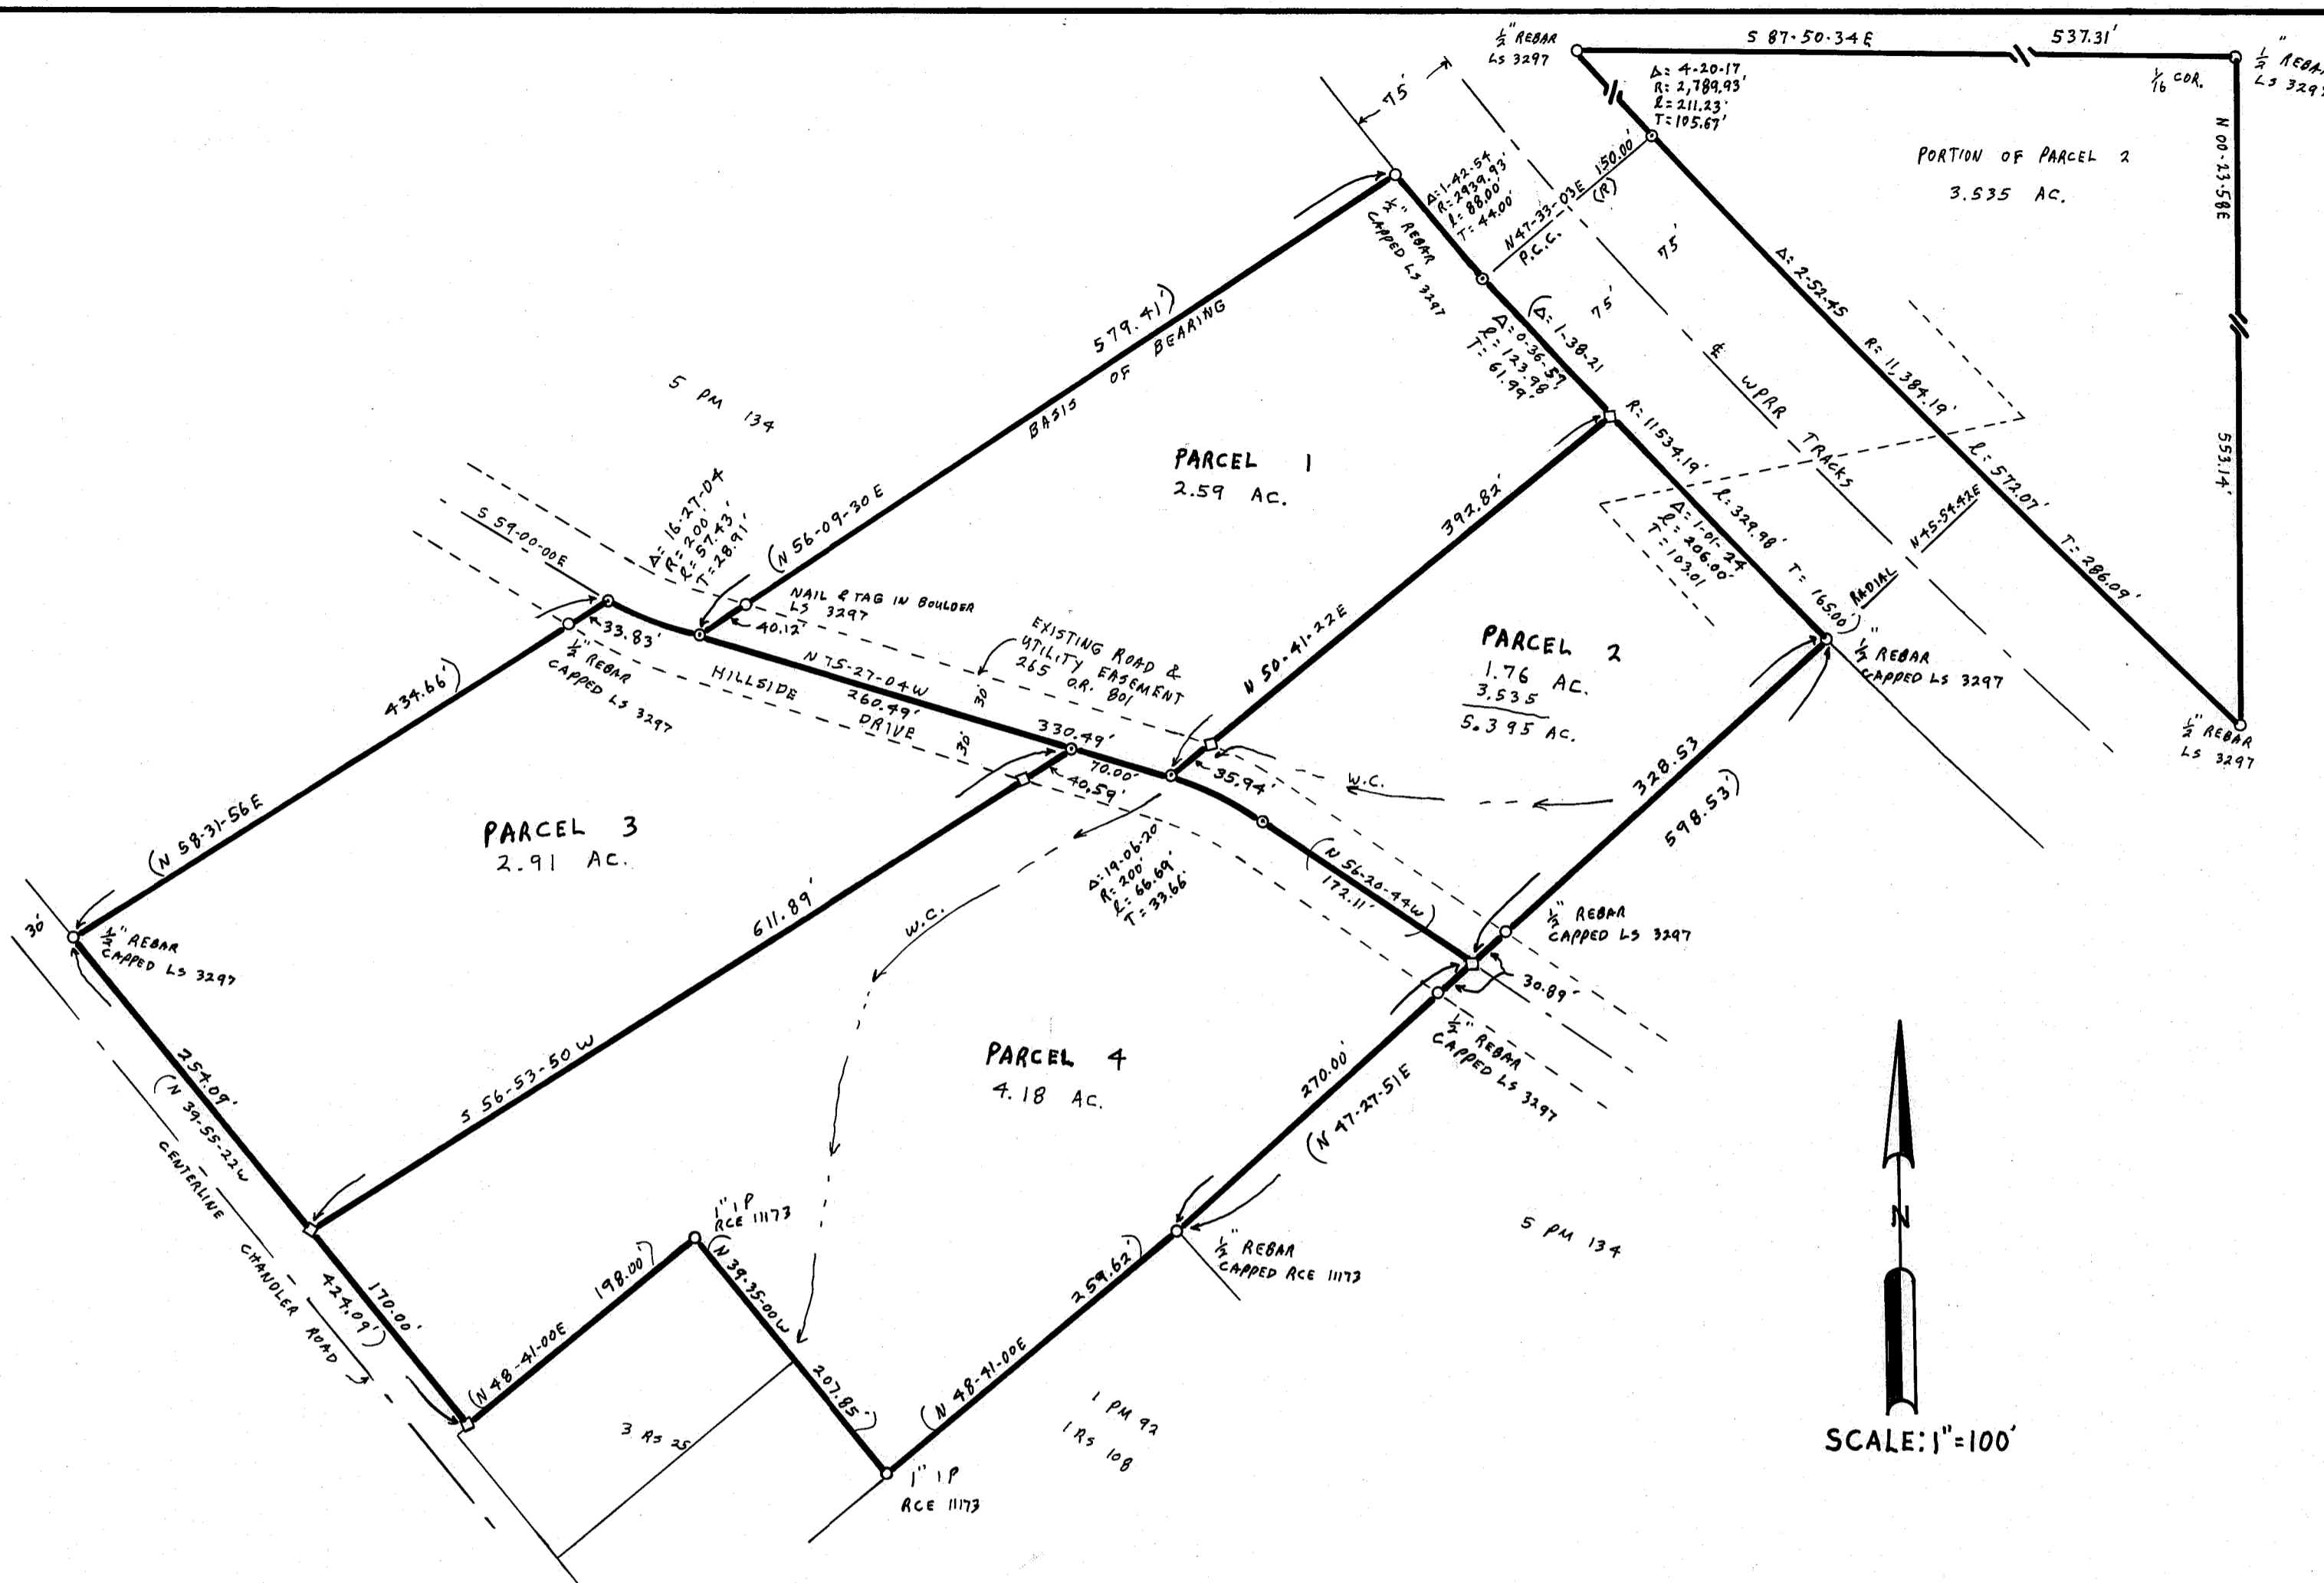 1/2" REBAR
LS 3297
S 87-50-34E
537.31'
1/16 COR.
1/2" REBAR
LS 3297
Δ= 4-20-17
R= 2,789.93'
ℓ= 211.23'
T=105.67'
75'
PORTION OF PARCEL 2
3.535 AC.
N 00-23-58E
553.14'
Δ=1-42-54
R=2939.93'
ℓ= 88.00'
T= 44.00'
N47-33-03E 150.00'
(R)
P.C.C.
1/2" REBAR
CAPPED LS 3297
75'
75'
Δ= 2-52-45
R= 11,384.19'
ℓ= 572.07'
T=286.09'
(Δ=1-38-21
R=11534.19'
ℓ=329.98'
T=165.00')
Δ=0-36-57
ℓ=123.98'
T=61.99'
℄ WPRR TRACKS
579.41')
BASIS OF BEARING
(N 56-09-30E
5 PM 134
PARCEL 1
2.59 AC.
392.82'
N 50-41-22E
Δ=1-01-24
ℓ=206.00'
T=103.01
N45-54-42E
RADIAL
1/2" REBAR
CAPPED LS 3297
1/2" REBAR
LS 3297
S 59-00-00E
Δ= 16-27-04
R= 200'
ℓ= 57.43'
T=28.91'
NAIL & TAG IN BOULDER
LS 3297
40.12'
33.83'
1/2" REBAR
CAPPED LS 3297
EXISTING ROAD &
UTILITY EASEMENT
265 O.R. 801
N 75-27-04W
260.49'
HILLSIDE
DRIVE
30'
30'
330.49'
70.00'
40.59'
35.94'
PARCEL 2
1.76 AC.
3.535
5.395 AC.
W.C.
328.53
598.53')
434.66')
(N 58-31-56E
PARCEL 3
2.91 AC.
611.89'
S 56-53-50W
Δ=19-06-20
R=200'
ℓ= 66.69'
T=33.66'
W.C.
(N 56-20-44W)
172.11'
1/2" REBAR
CAPPED LS 3297
30.89'
1/2" REBAR
CAPPED LS 3297
30'
1/2" REBAR
CAPPED LS 3297
254.09'
(N 39-55-22W
424.09')
CENTERLINE
CHANDLER ROAD
170.00'
PARCEL 4
4.18 AC.
270.00'
(N 47-27-51E
1" IP
RCE 11173
198.00')
(N 48-41-00E
(N 39-35-00W
207.85')
3 RS 25
259.62')
(N 48-41-00E
1/2" REBAR
CAPPED RCE 11173
5 PM 134
1 PM 92
1 RS 108
1" IP
RCE 11173
N
SCALE: 1"=100'